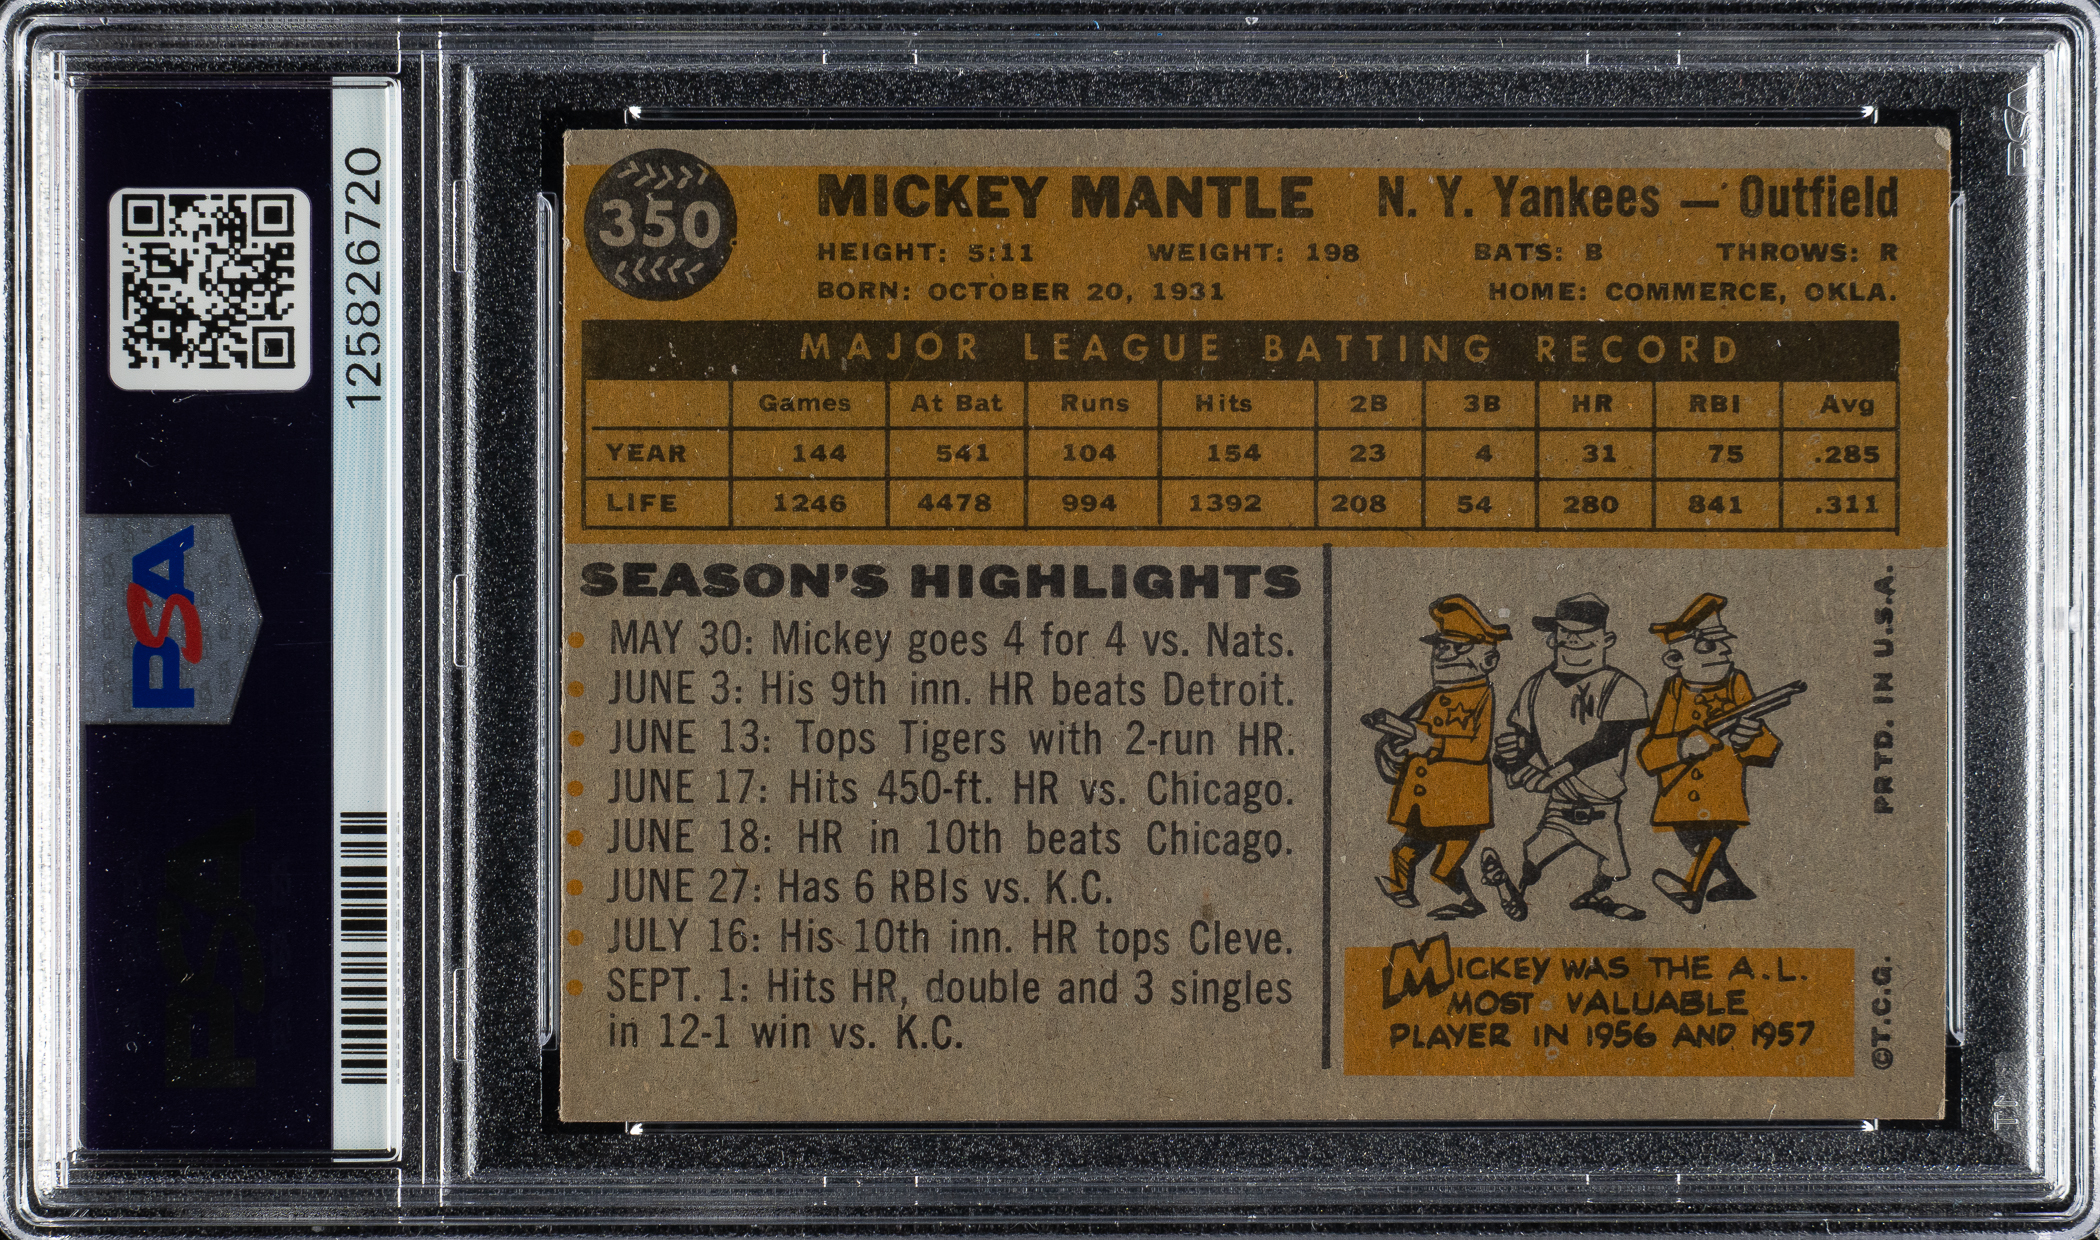 125826720
PSA
PSA
PSA
350
MICKEY MANTLE N. Y. Yankees — Outfield
HEIGHT: 5:11 WEIGHT: 198 BATS: B THROWS: R
BORN: OCTOBER 20, 1931 HOME: COMMERCE, OKLA.
MAJOR LEAGUE BATTING RECORD
Games At Bat Runs Hits 2B 3B HR RBI Avg
YEAR 144 541 104 154 23 4 31 75 .285
LIFE 1246 4478 994 1392 208 54 280 841 .311
SEASON'S HIGHLIGHTS
• MAY 30: Mickey goes 4 for 4 vs. Nats.
• JUNE 3: His 9th inn. HR beats Detroit.
• JUNE 13: Tops Tigers with 2-run HR.
• JUNE 17: Hits 450-ft. HR vs. Chicago.
• JUNE 18: HR in 10th beats Chicago.
• JUNE 27: Has 6 RBIs vs. K.C.
• JULY 16: His 10th inn. HR tops Cleve.
• SEPT. 1: Hits HR, double and 3 singles
in 12-1 win vs. K.C.
NY
MICKEY WAS THE A.L.
MOST VALUABLE
PLAYER IN 1956 AND 1957
©T.C.G. PRTD. IN U.S.A.